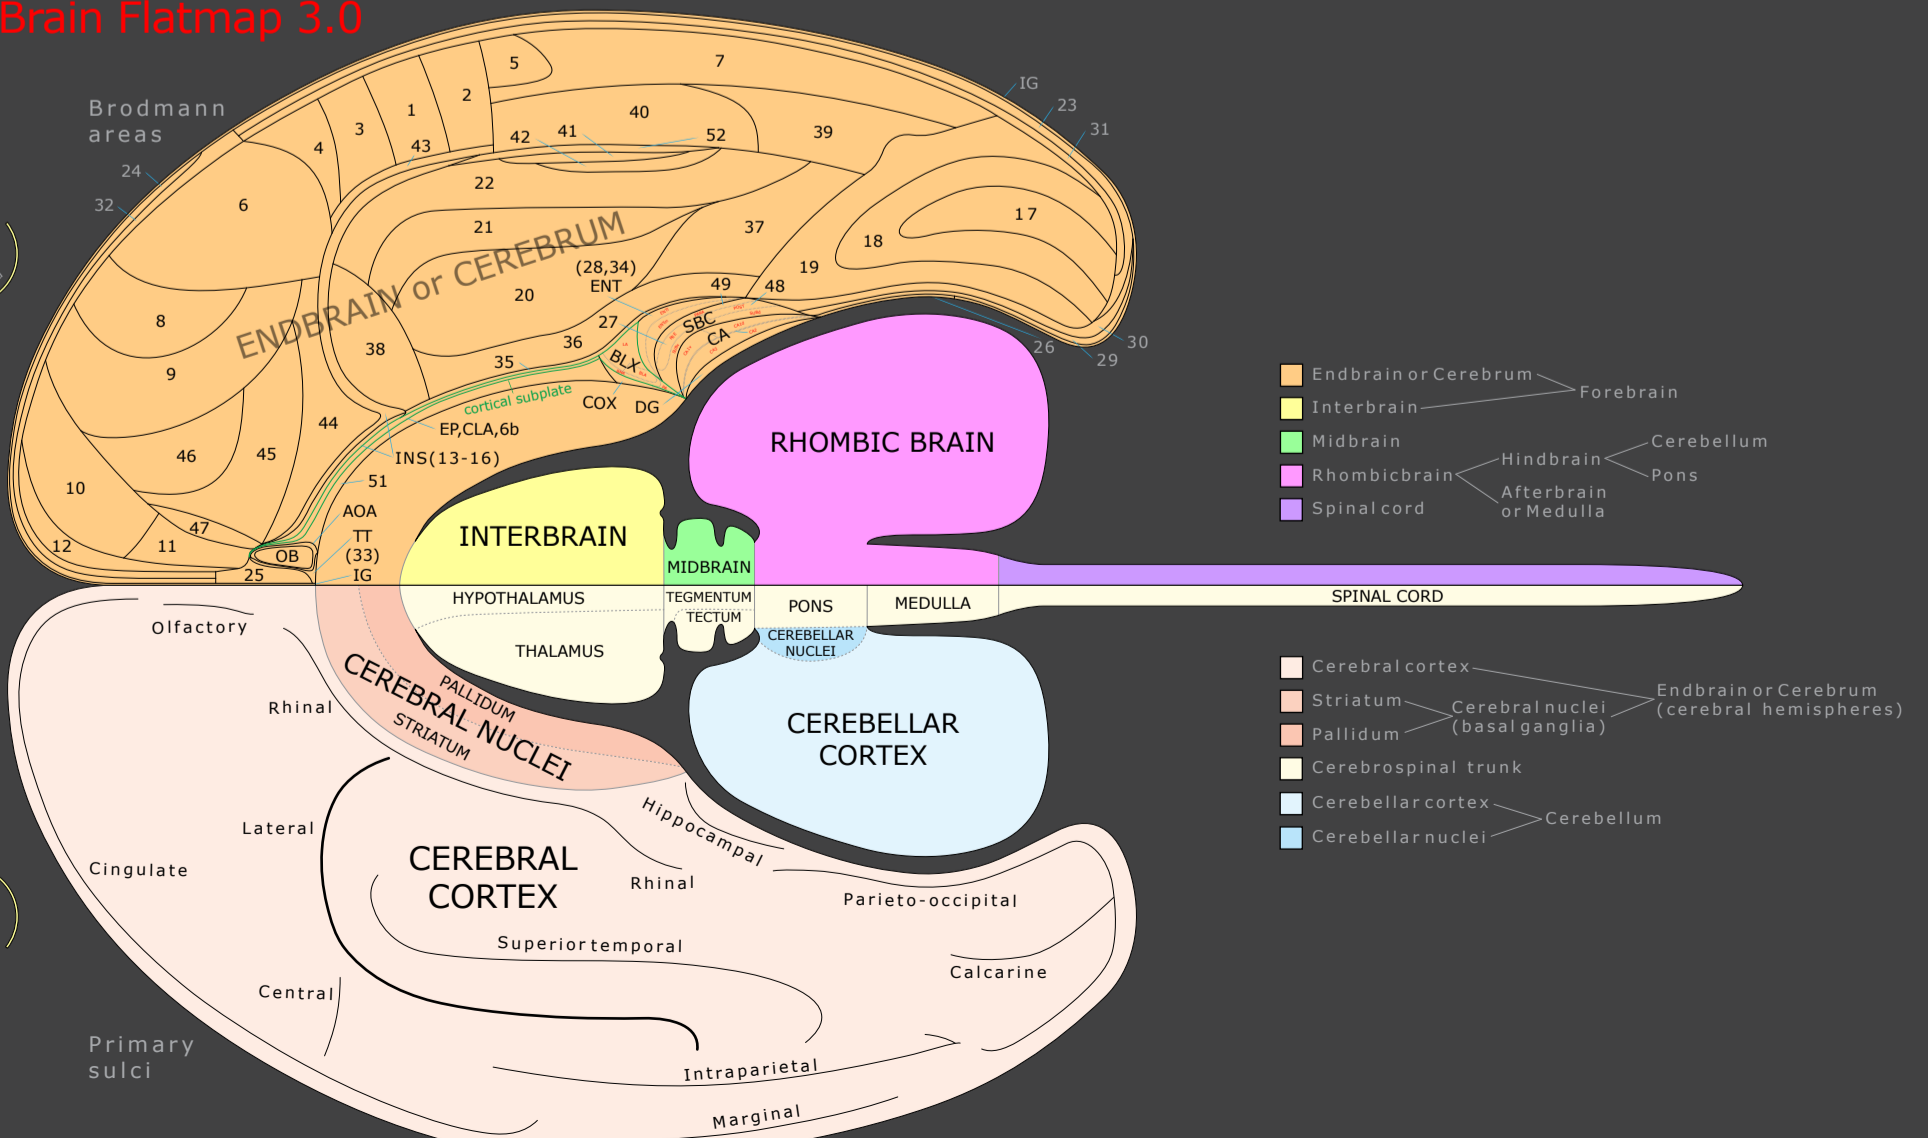 Brain Flatmap 3.0
Brodmann
areas
5
7
IG
23
31
1
2
3
4
43
40
42
41
52
39
24
32
6
22
21
37
17
18
19
ENDBRAIN or CEREBRUM
(28,34)
ENT
20
49
48
27
SBC
CA
8
38
36
35
BLX
9
cortical subplate
COX
DG
26
29
30
44
EP,CLA,6b
INS(13-16)
46
45
10
51
47
AOA
12
11
OB
TT
(33)
25
IG
RHOMBIC BRAIN
INTERBRAIN
MIDBRAIN
HYPOTHALAMUS
TEGMENTUM
TECTUM
PONS
MEDULLA
SPINAL CORD
THALAMUS
CEREBELLAR
NUCLEI
Endbrain or Cerebrum
Forebrain
Interbrain
Midbrain
Cerebellum
Hindbrain
Rhombicbrain
Pons
Afterbrain
or Medulla
Spinal cord
Olfactory
Rhinal
CEREBRAL NUCLEI
PALLIDUM
STRIATUM
CEREBELLAR
CORTEX
Lateral
Hippocampal
Cingulate
CEREBRAL
CORTEX
Rhinal
Parieto-occipital
Superior temporal
Calcarine
Central
Primary
sulci
Intraparietal
Marginal
Cerebral cortex
Endbrain or Cerebrum
(cerebral hemispheres)
Striatum
Cerebral nuclei
(basal ganglia)
Pallidum
Cerebrospinal trunk
Cerebellar cortex
Cerebellum
Cerebellar nuclei